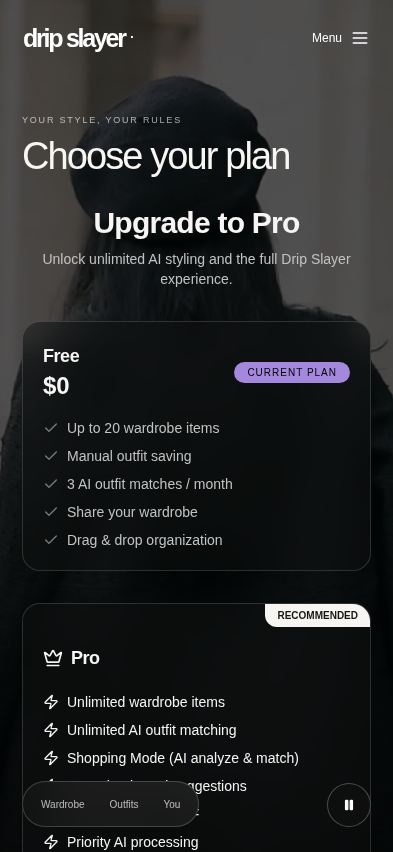 drip slayer
Menu
YOUR STYLE, YOUR RULES
Choose your plan
Upgrade to Pro
Unlock unlimited AI styling and the full Drip Slayer
experience.
Free
CURRENT PLAN
$0
Up to 20 wardrobe items
Manual outfit saving
3 AI outfit matches / month
Share your wardrobe
Drag & drop organization
RECOMMENDED
Pro
Unlimited wardrobe items
Unlimited AI outfit matching
Shopping Mode (AI analyze & match)
Wardrobe Outfits You
Priority AI processing